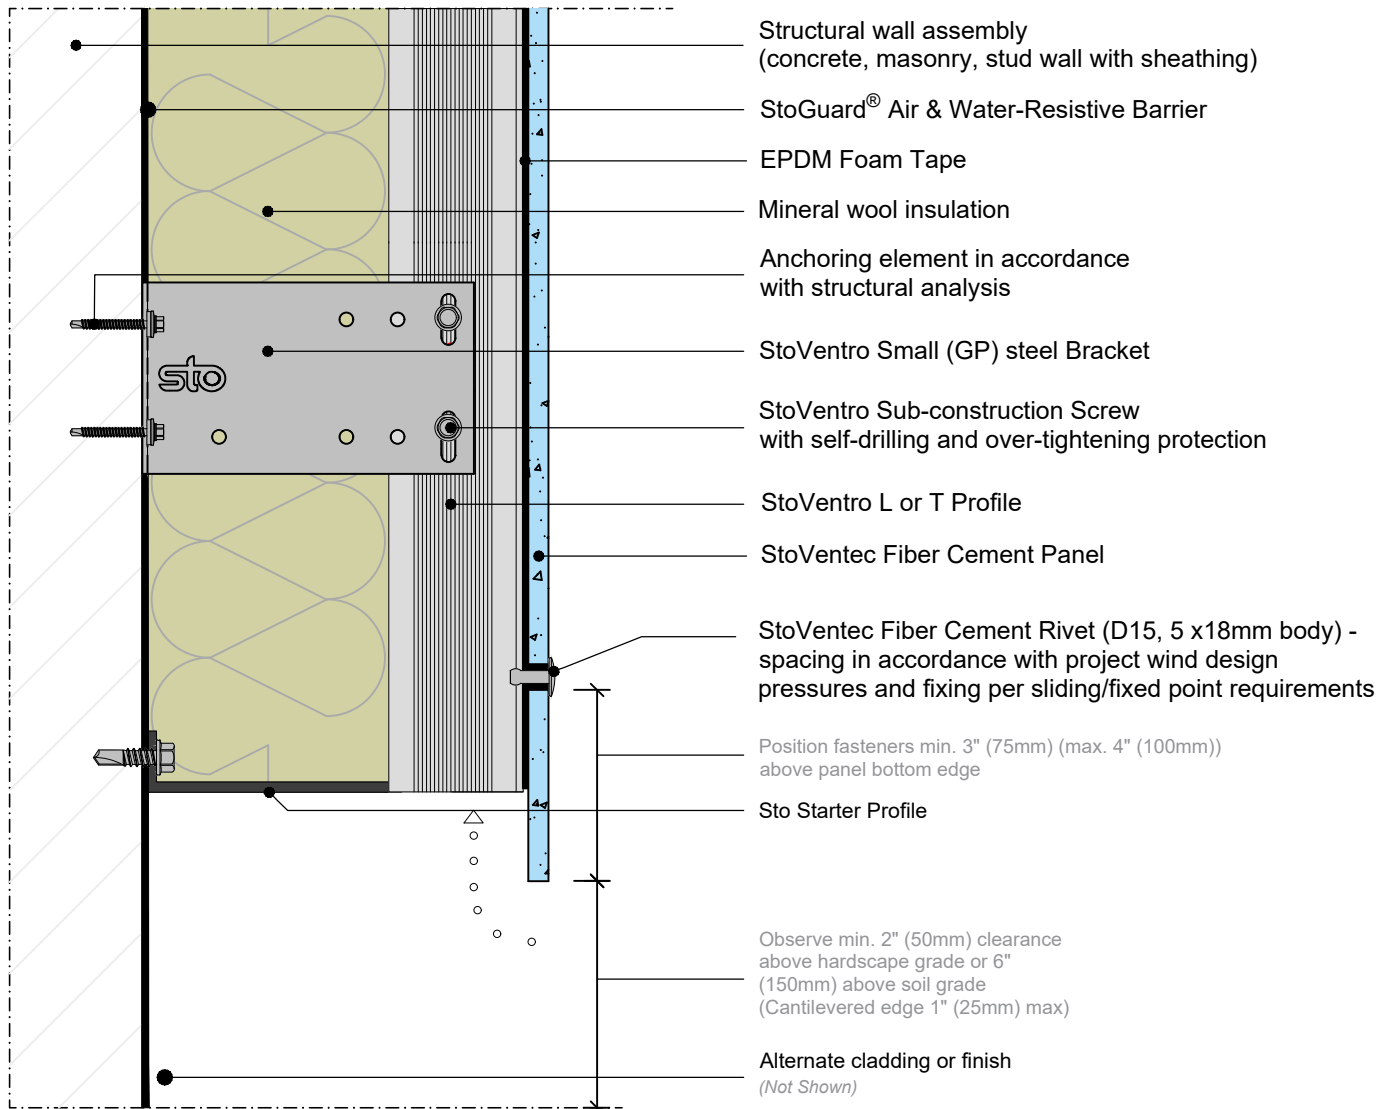 Structural wall assembly
(concrete, masonry, stud wall with sheathing)
StoGuard® Air & Water-Resistive Barrier
EPDM Foam Tape
Mineral wool insulation
Anchoring element in accordance
with structural analysis
StoVentro Small (GP) steel Bracket
sto
StoVentro Sub-construction Screw
with self-drilling and over-tightening protection
StoVentro L or T Profile
StoVentec Fiber Cement Panel
StoVentec Fiber Cement Rivet (D15, 5 x18mm body) -
spacing in accordance with project wind design
pressures and fixing per sliding/fixed point requirements
Position fasteners min. 3" (75mm) (max. 4" (100mm))
above panel bottom edge
Sto Starter Profile
Observe min. 2" (50mm) clearance
above hardscape grade or 6"
(150mm) above soil grade
(Cantilevered edge 1" (25mm) max)
Alternate cladding or finish
(Not Shown)